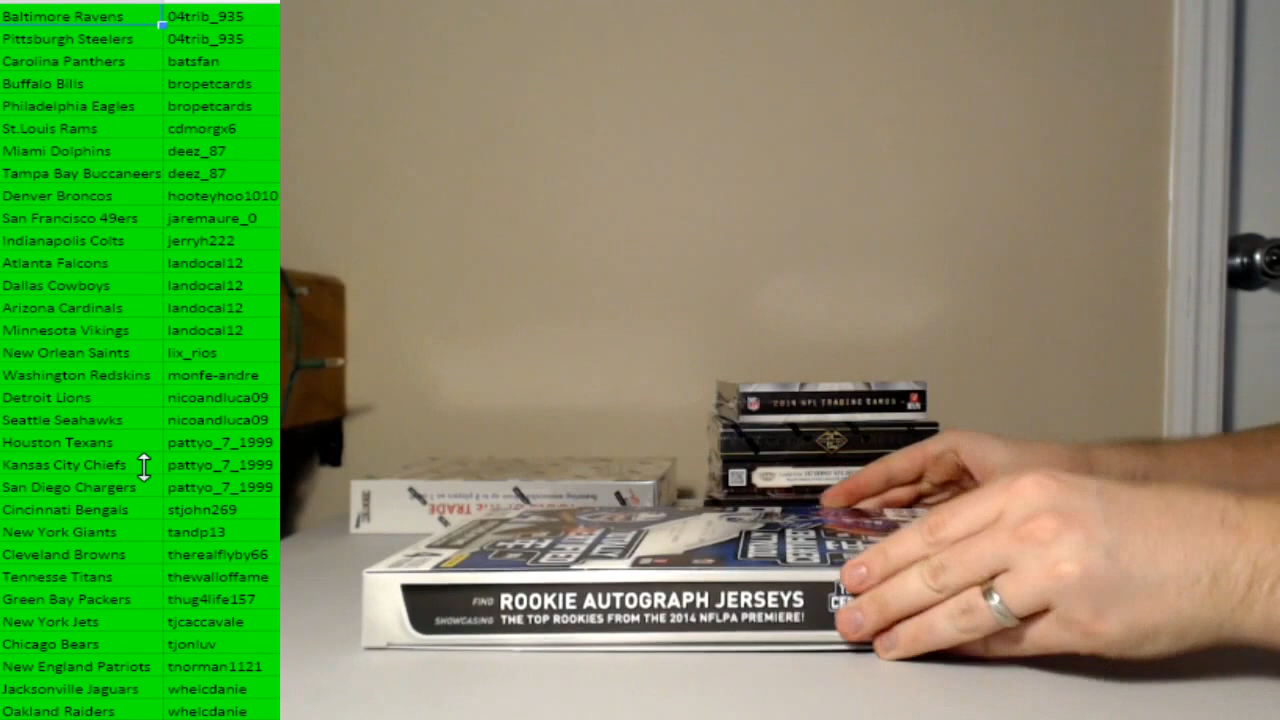 Baltimore Ravens 04trib_935
Pittsburgh Steelers 04trib_935
Carolina Panthers batsfan
Buffalo Bills bropetcards
Philadelphia Eagles bropetcards
St.Louis Rams cdmorgx6
Miami Dolphins deez_87
Tampa Bay Buccaneers deez_87
Denver Broncos hooteyhoo1010
San Francisco 49ers jaremaure_0
Indianapolis Colts jerryh222
Atlanta Falcons landocal12
Dallas Cowboys landocal12
Arizona Cardinals landocal12
Minnesota Vikings landocal12
New Orlean Saints lix_rios
Washington Redskins monfe-andre
Detroit Lions nicoandluca09
Seattle Seahawks nicoandluca09
Houston Texans pattyo_7_1999
Kansas City Chiefs pattyo_7_1999
San Diego Chargers pattyo_7_1999
Cincinnati Bengals stjohn269
New York Giants tandp13
Cleveland Browns therealflyby66
Tennesse Titans thewalloffame
Green Bay Packers thug4life157
New York Jets tjcaccavale
Chicago Bears tjonluv
New England Patriots tnorman1121
Jacksonville Jaguars whelcdanie
Oakland Raiders whelcdanie
2014 NFL TRADING CARDS
THE TRADE
TOTALLY
CERTIFIED
FIND ROOKIE AUTOGRAPH JERSEYS
SHOWCASING THE TOP ROOKIES FROM THE 2014 NFLPA PREMIERE!